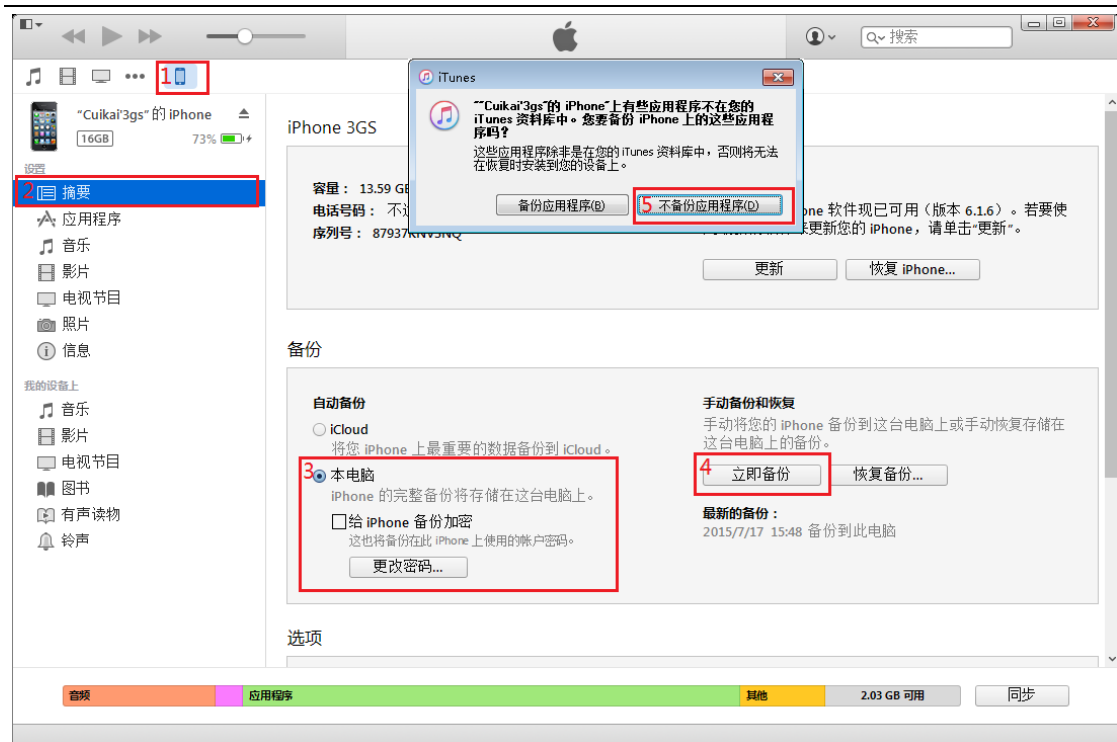 搜索
1
iTunes
"Cuikai'3gs"的 iPhone
16GB
73%
"“Cuikai'3gs”的 iPhone"上有些应用程序不在您的
iTunes 资料库中。您要备份 iPhone 上的这些应用程
序吗?
这些应用程序除非是在您的 iTunes 资料库中，否则将无法
在恢复时安装到您的设备上。
备份应用程序(B)
5 不备份应用程序(D)
iPhone 3GS
设置
2 摘要
应用程序
音乐
影片
电视节目
照片
信息
我的设备上
音乐
影片
电视节目
图书
有声读物
铃声
容量： 13.59 GB
电话号码： 不
序列号： 87937
one 软件现已可用（版本 6.1.6）。若要使
来更新您的 iPhone，请单击"更新"。
更新
恢复 iPhone...
备份
自动备份
iCloud
将您 iPhone 上最重要的数据备份到 iCloud。
3 本电脑
iPhone 的完整备份将存储在这台电脑上。
给 iPhone 备份加密
这也将备份在此 iPhone 上使用的帐户密码。
更改密码...
手动备份和恢复
手动将您的 iPhone 备份到这台电脑上或手动恢复存储在
这台电脑上的备份。
4 立即备份
恢复备份...
最新的备份：
2015/7/17 15:48 备份到此电脑
选项
音频
应用程序
其他
2.03 GB 可用
同步